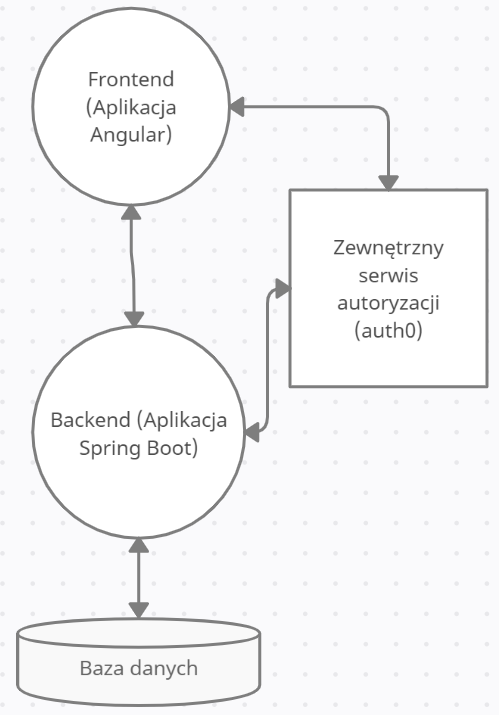 Frontend
(Aplikacja
Angular)
Zewnętrzny
serwis
autoryzacji
(auth0)
Backend (Aplikacja
Spring Boot)
Baza danych